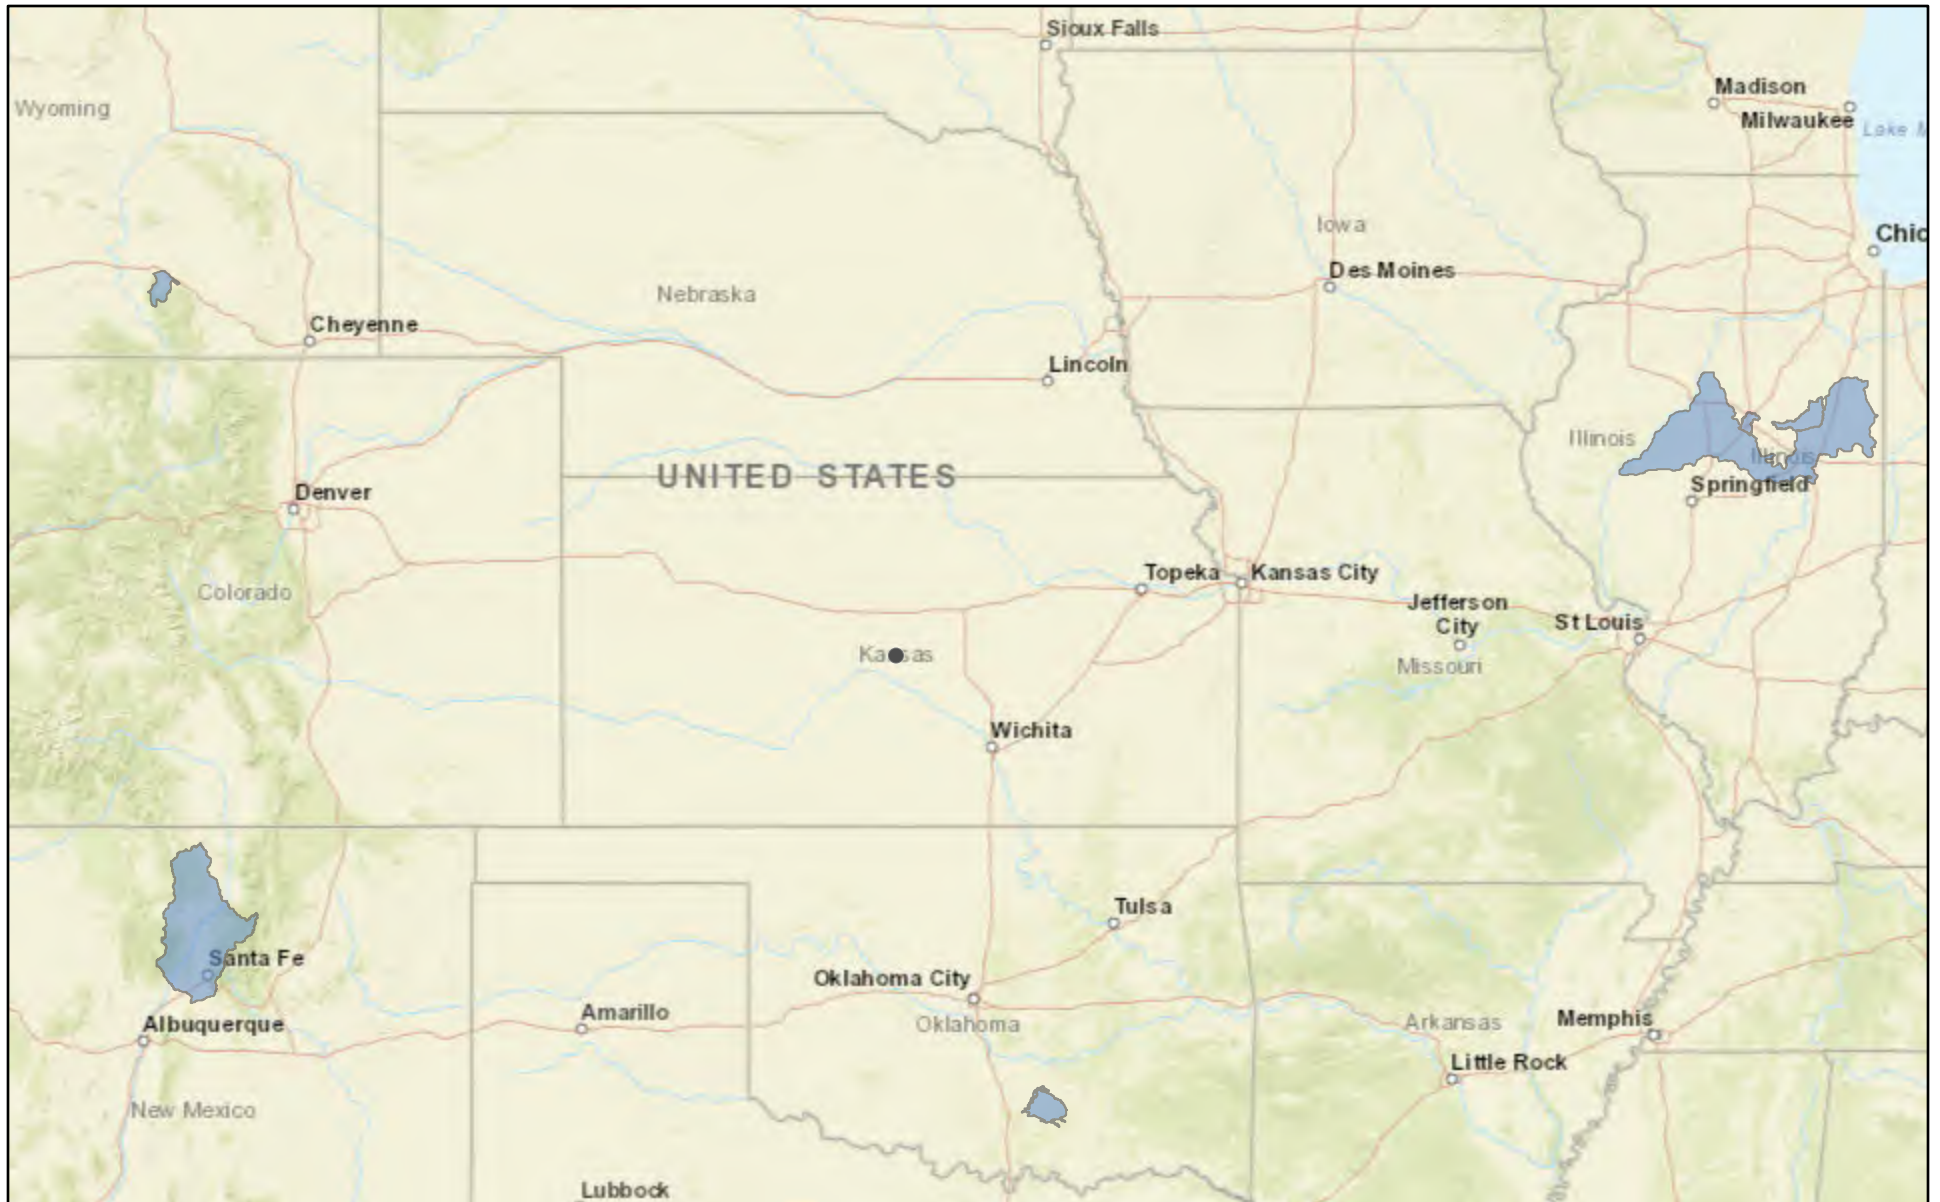 Sioux Falls
Madison
Wyoming
Milwaukee
Lake M
Iowa
Chic
Des Moines
Nebraska
Cheyenne
Lincoln
Illinois
Illinois
UNITED STATES
Springfield
Denver
Topeka
Kansas City
Colorado
Jefferson
City
St Louis
Kansas
Missouri
Wichita
Tulsa
Santa Fe
Oklahoma City
Amarillo
Albuquerque
Oklahoma
Arkansas
Memphis
Little Rock
New Mexico
Lubbock